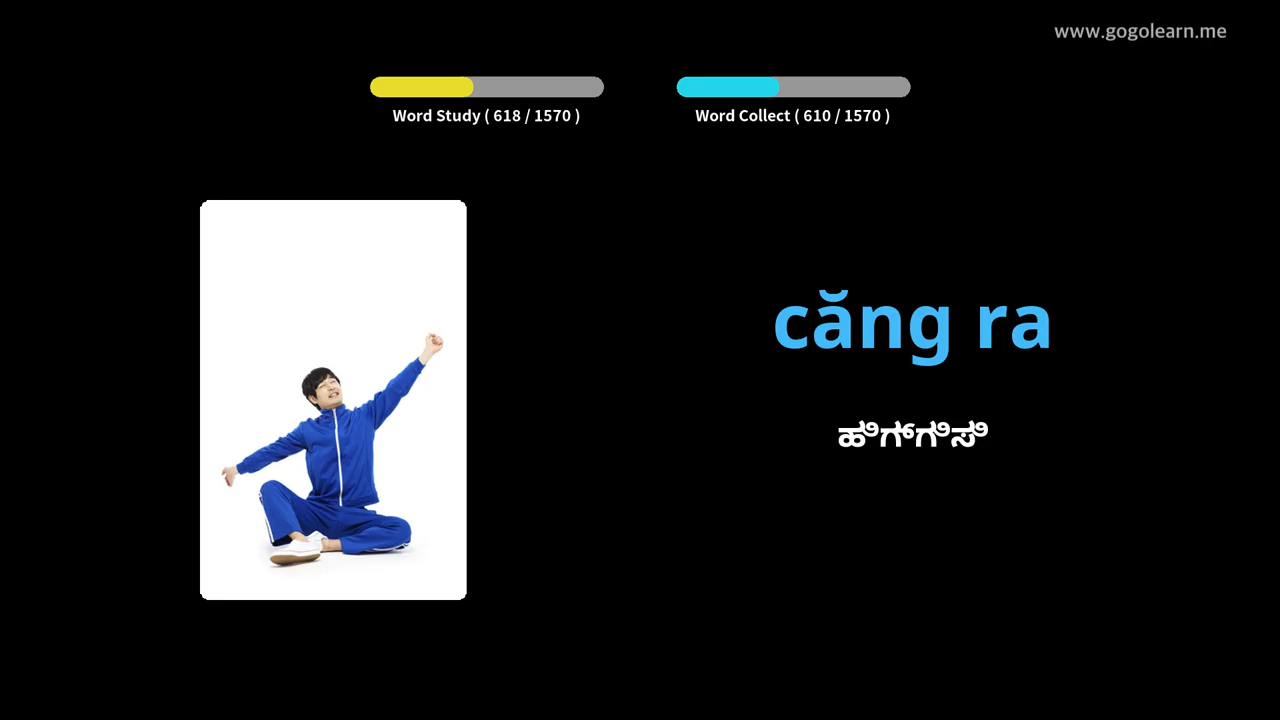 www.gogolearn.me
Word Study ( 618 / 1570 )
Word Collect ( 610 / 1570 )
căng ra
ಹಿಗ್ಗಿಸಿ